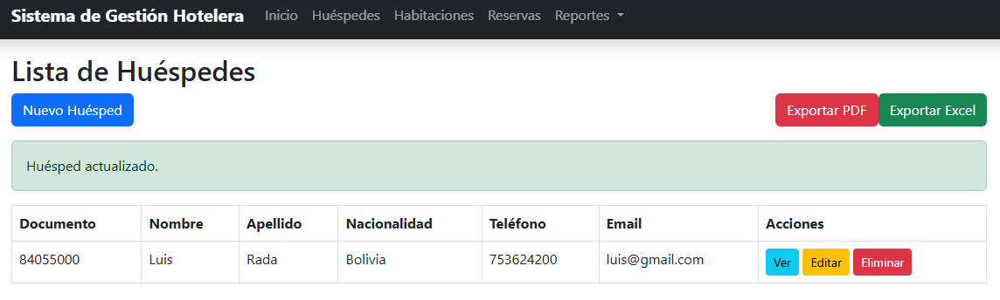 Sistema de Gestión Hotelera Inicio Huéspedes Habitaciones Reservas Reportes
Lista de Huéspedes
Nuevo Huésped Exportar PDF Exportar Excel
Huésped actualizado.
Documento Nombre Apellido Nacionalidad Teléfono Email Acciones
84055000 Luis Rada Bolivia 753624200 luis@gmail.com Ver Editar Eliminar